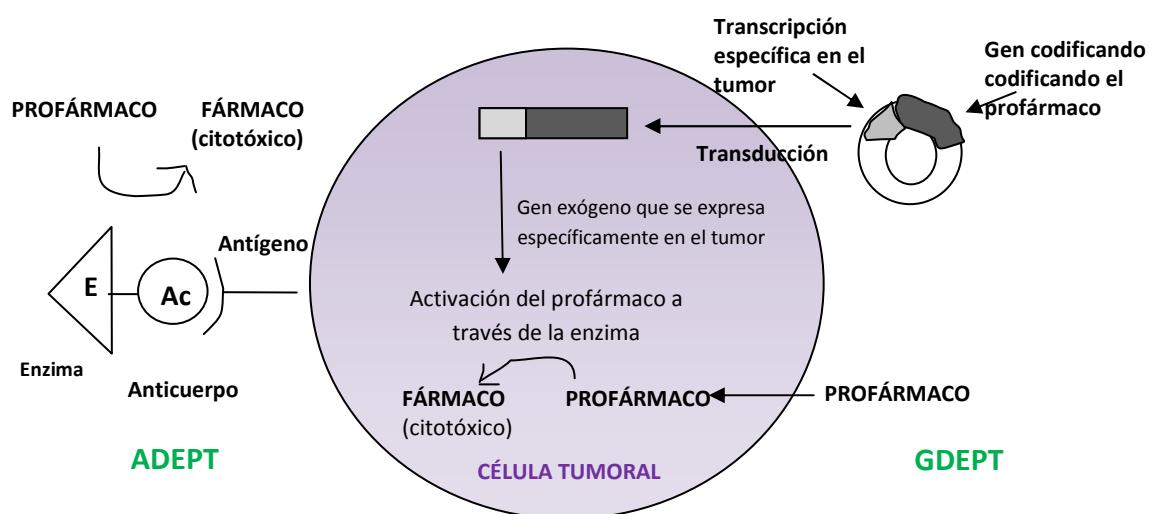 PROFÁRMACO
FÁRMACO
(citotóxico)
Antígeno
E
Ac
Enzima
Anticuerpo
ADEPT
Transcripción
específica en el
tumor
Gen codificando
codificando el
profármaco
Transducción
Gen exógeno que se expresa
específicamente en el tumor
Activación del profármaco a
través de la enzima
FÁRMACO
(citotóxico)
PROFÁRMACO
PROFÁRMACO
CÉLULA TUMORAL
GDEPT